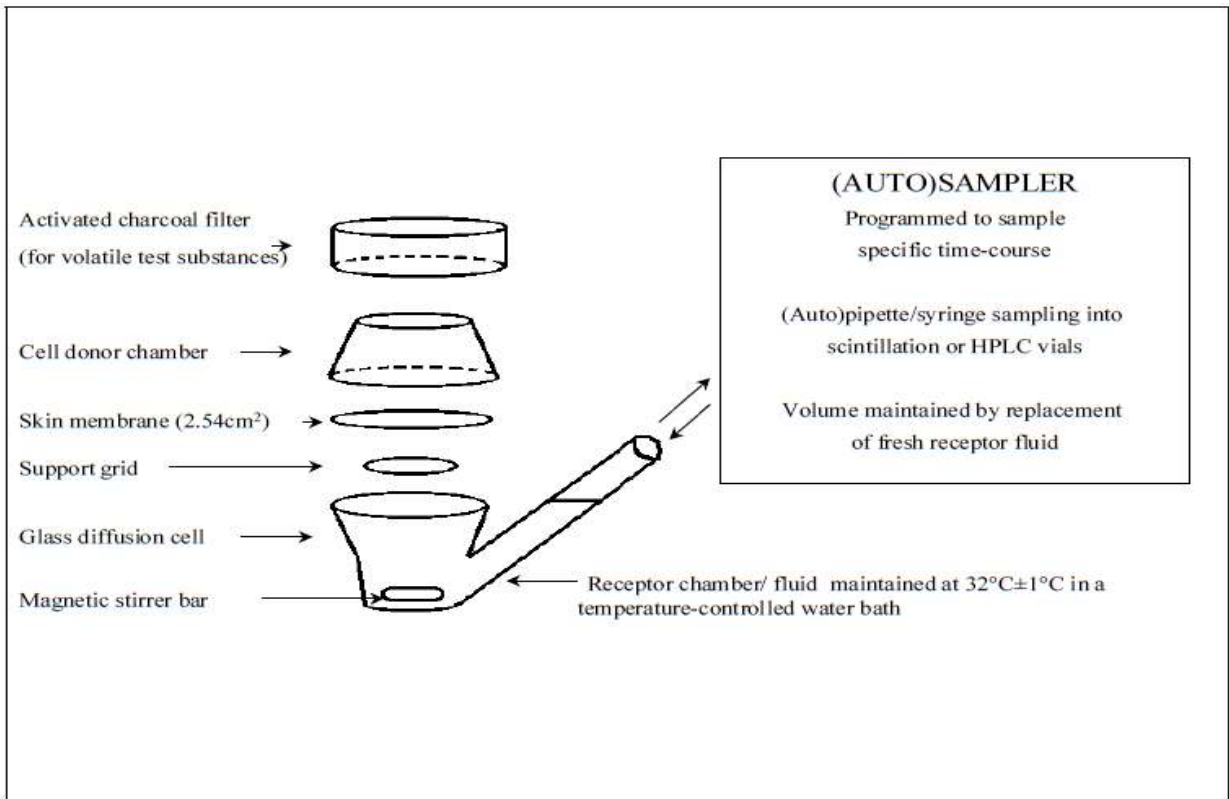 Activated charcoal filter
(for volatile test substances)
Cell donor chamber
Skin membrane (2.54cm²)
Support grid
Glass diffusion cell
Magnetic stirrer bar
(AUTO)SAMPLER
Programmed to sample
specific time-course
(Auto)pipette/syringe sampling into
scintillation or HPLC vials
Volume maintained by replacement
of fresh receptor fluid
Receptor chamber/ fluid maintained at 32°C±1°C in a
temperature-controlled water bath